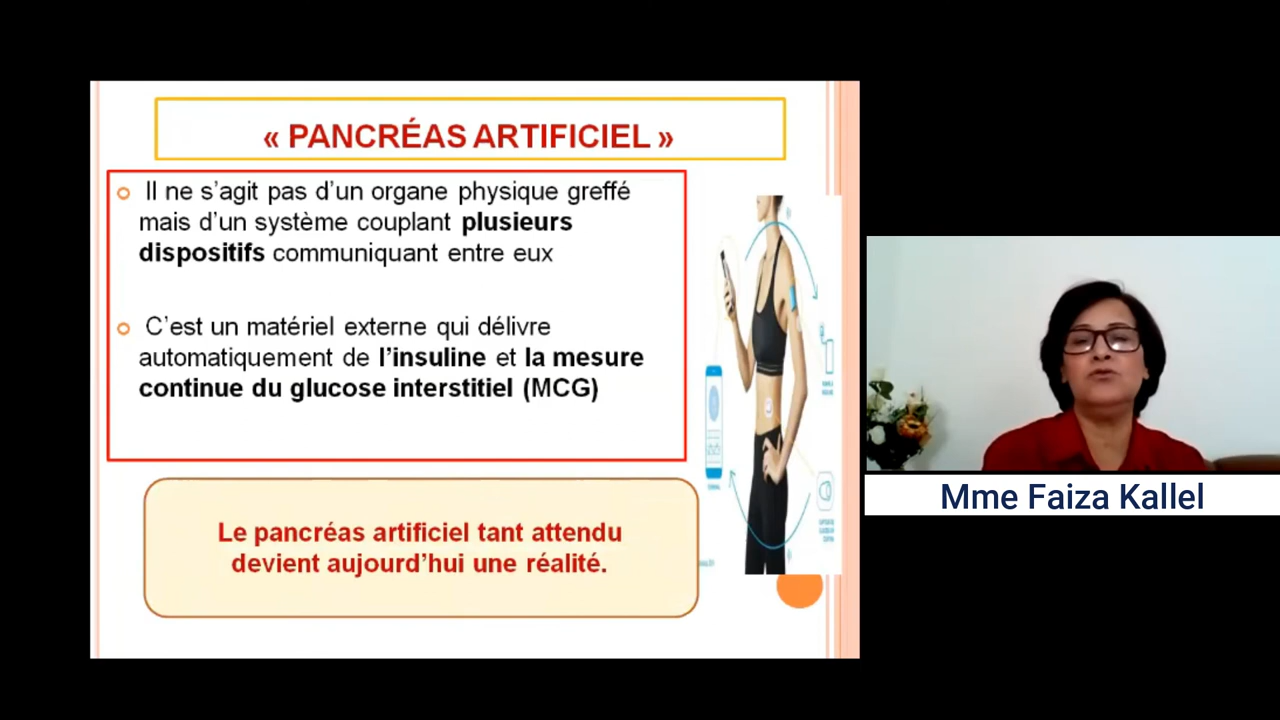 « PANCRÉAS ARTIFICIEL »
Il ne s’agit pas d’un organe physique greffé
mais d’un système couplant plusieurs
dispositifs communiquant entre eux
C’est un matériel externe qui délivre
automatiquement de l’insuline et la mesure
continue du glucose interstitiel (MCG)
Le pancréas artificiel tant attendu
devient aujourd’hui une réalité.
Mme Faiza Kallel